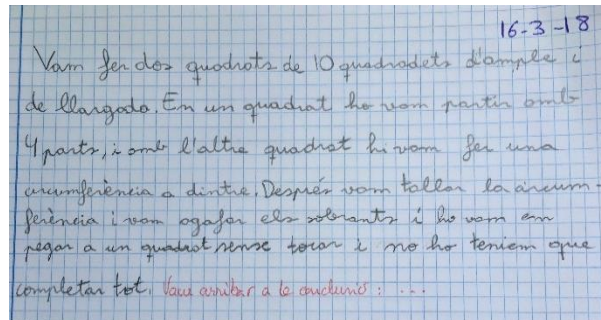 16-3-18
Vam fer dos quadrats de 10 quadradets d'ample i
de llargada. En un quadrat ho vam partir amb
4 parts, i amb l'altre quadrat hi vam fer una
circumferència a dintre. Després vam tallar la circum-
ferència i vam agafar els sobrants i ho vam em
pegar a un quadrat sense tocar i no ho teniem que
completar tot. Vau arribar a la conclusió: ...